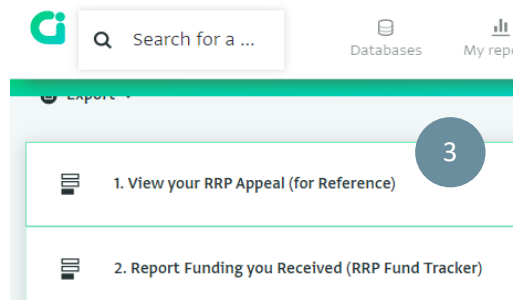 Search for a ...
Databases
My repo
Export
3
1. View your RRP Appeal (for Reference)
2. Report Funding you Received (RRP Fund Tracker)